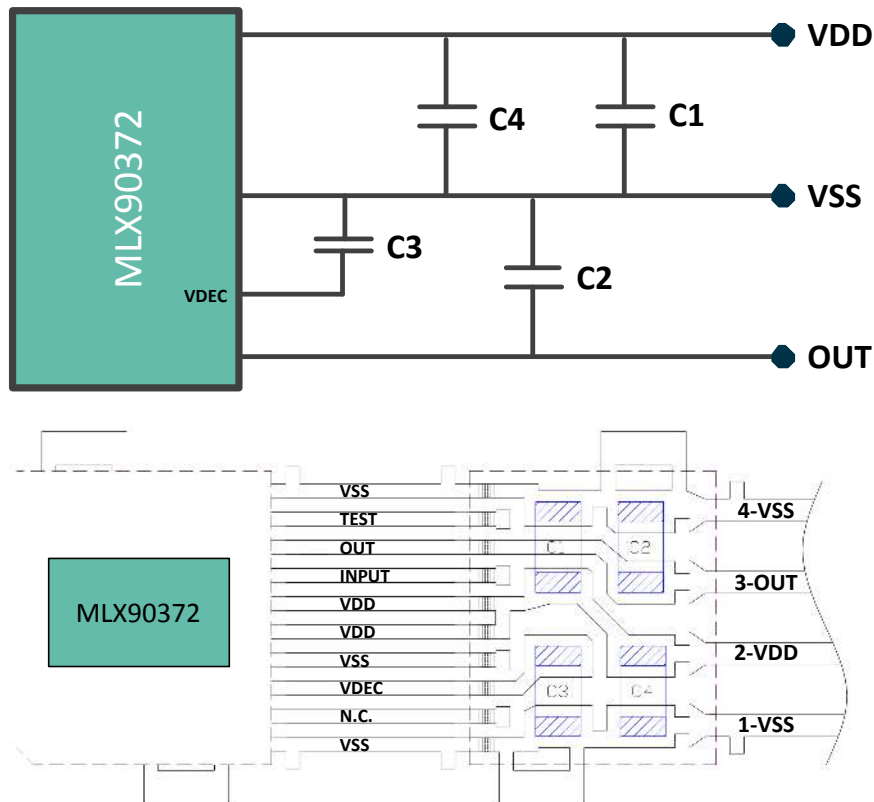 VDD
C4
C1
MLX90372
VSS
C3
C2
VDEC
OUT
VSS
4-VSS
TEST
OUT
C1
C2
INPUT
3-OUT
VDD
MLX90372
VDD
2-VDD
VSS
VDEC
C3
C4
N.C.
1-VSS
VSS